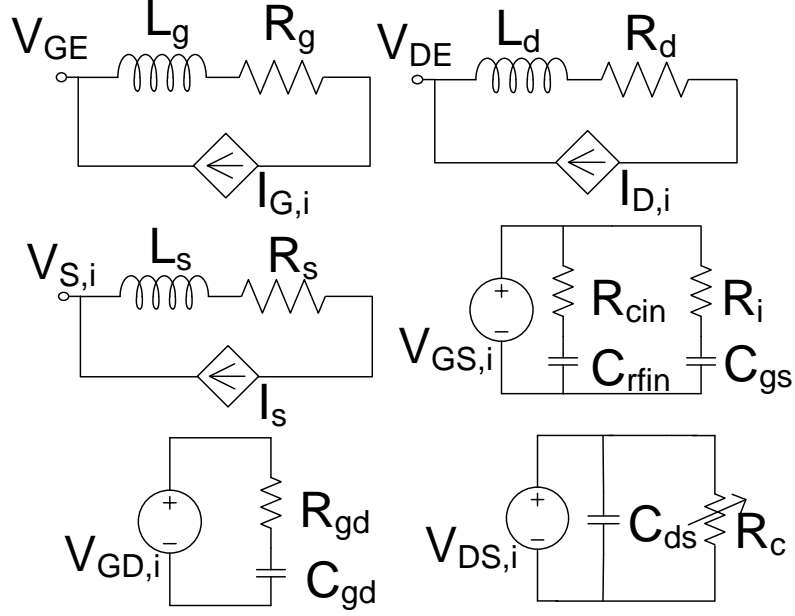 V_GE L_g R_g
I_G,i
V_DE L_d R_d
I_D,i
V_S,i L_s R_s
I_s
V_GS,i + − R_cin R_i
C_rfin C_gs
V_GD,i + − R_gd
C_gd
V_DS,i + − C_ds R_c